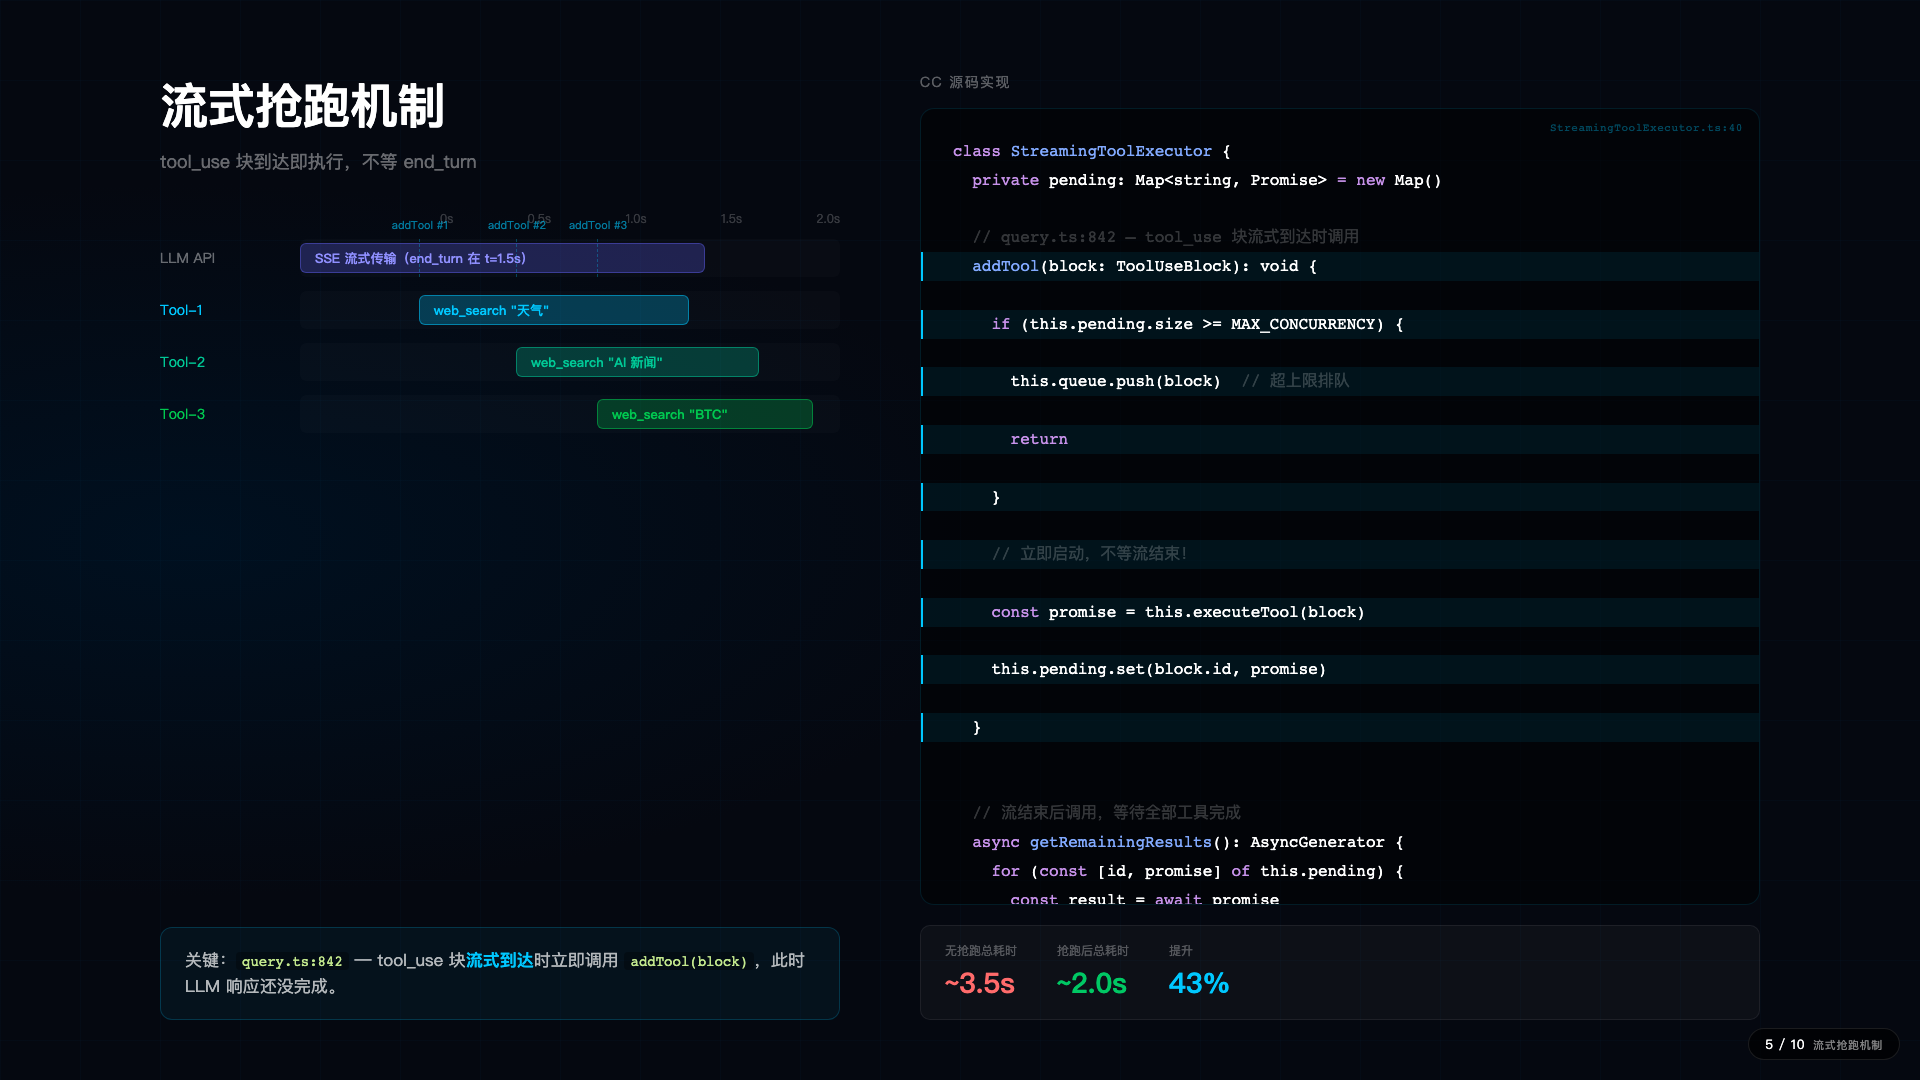 流式抢跑机制
tool_use 块到达即执行，不等 end_turn
0s 0.5s 1.0s 1.5s 2.0s
addTool #1 addTool #2 addTool #3
LLM API
SSE 流式传输（end_turn 在 t=1.5s）
Tool-1
web_search "天气"
Tool-2
web_search "AI 新闻"
Tool-3
web_search "BTC"
关键： query.ts:842 — tool_use 块流式到达时立即调用 addTool(block) ，此时
LLM 响应还没完成。
CC 源码实现
StreamingToolExecutor.ts:40
class StreamingToolExecutor {
private pending: Map<string, Promise> = new Map()
// query.ts:842 — tool_use 块流式到达时调用
addTool(block: ToolUseBlock): void {
if (this.pending.size >= MAX_CONCURRENCY) {
this.queue.push(block) // 超上限排队
return
}
// 立即启动，不等流结束！
const promise = this.executeTool(block)
this.pending.set(block.id, promise)
}
// 流结束后调用，等待全部工具完成
async getRemainingResults(): AsyncGenerator {
for (const [id, promise] of this.pending) {
const result = await promise
无抢跑总耗时 抢跑后总耗时 提升
~3.5s ~2.0s 43%
5 / 10 流式抢跑机制